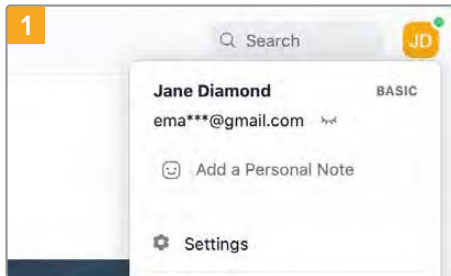 1
Search
JD
Jane Diamond BASIC
ema***@gmail.com
Add a Personal Note
Settings